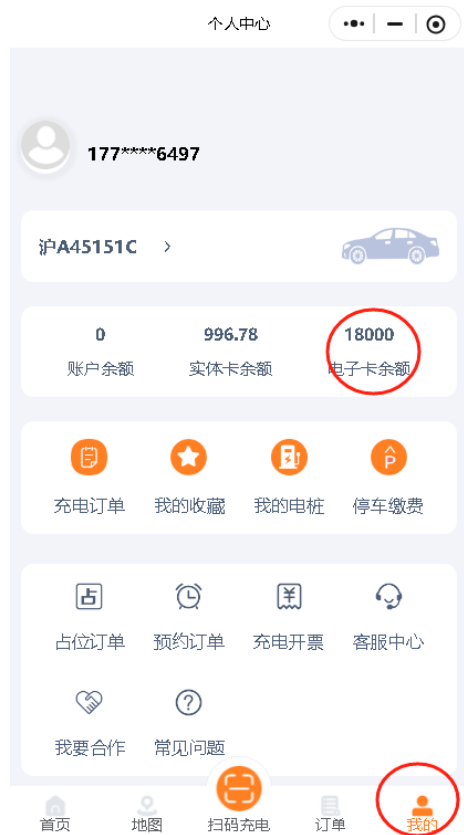 个人中心
177****6497
沪A45151C >
0 996.78 18000
账户余额 实体卡余额 电子卡余额
充电订单 我的收藏 我的电桩 停车缴费
占位订单 预约订单 充电开票 客服中心
我要合作 常见问题
首页 地图 扫码充电 订单 我的